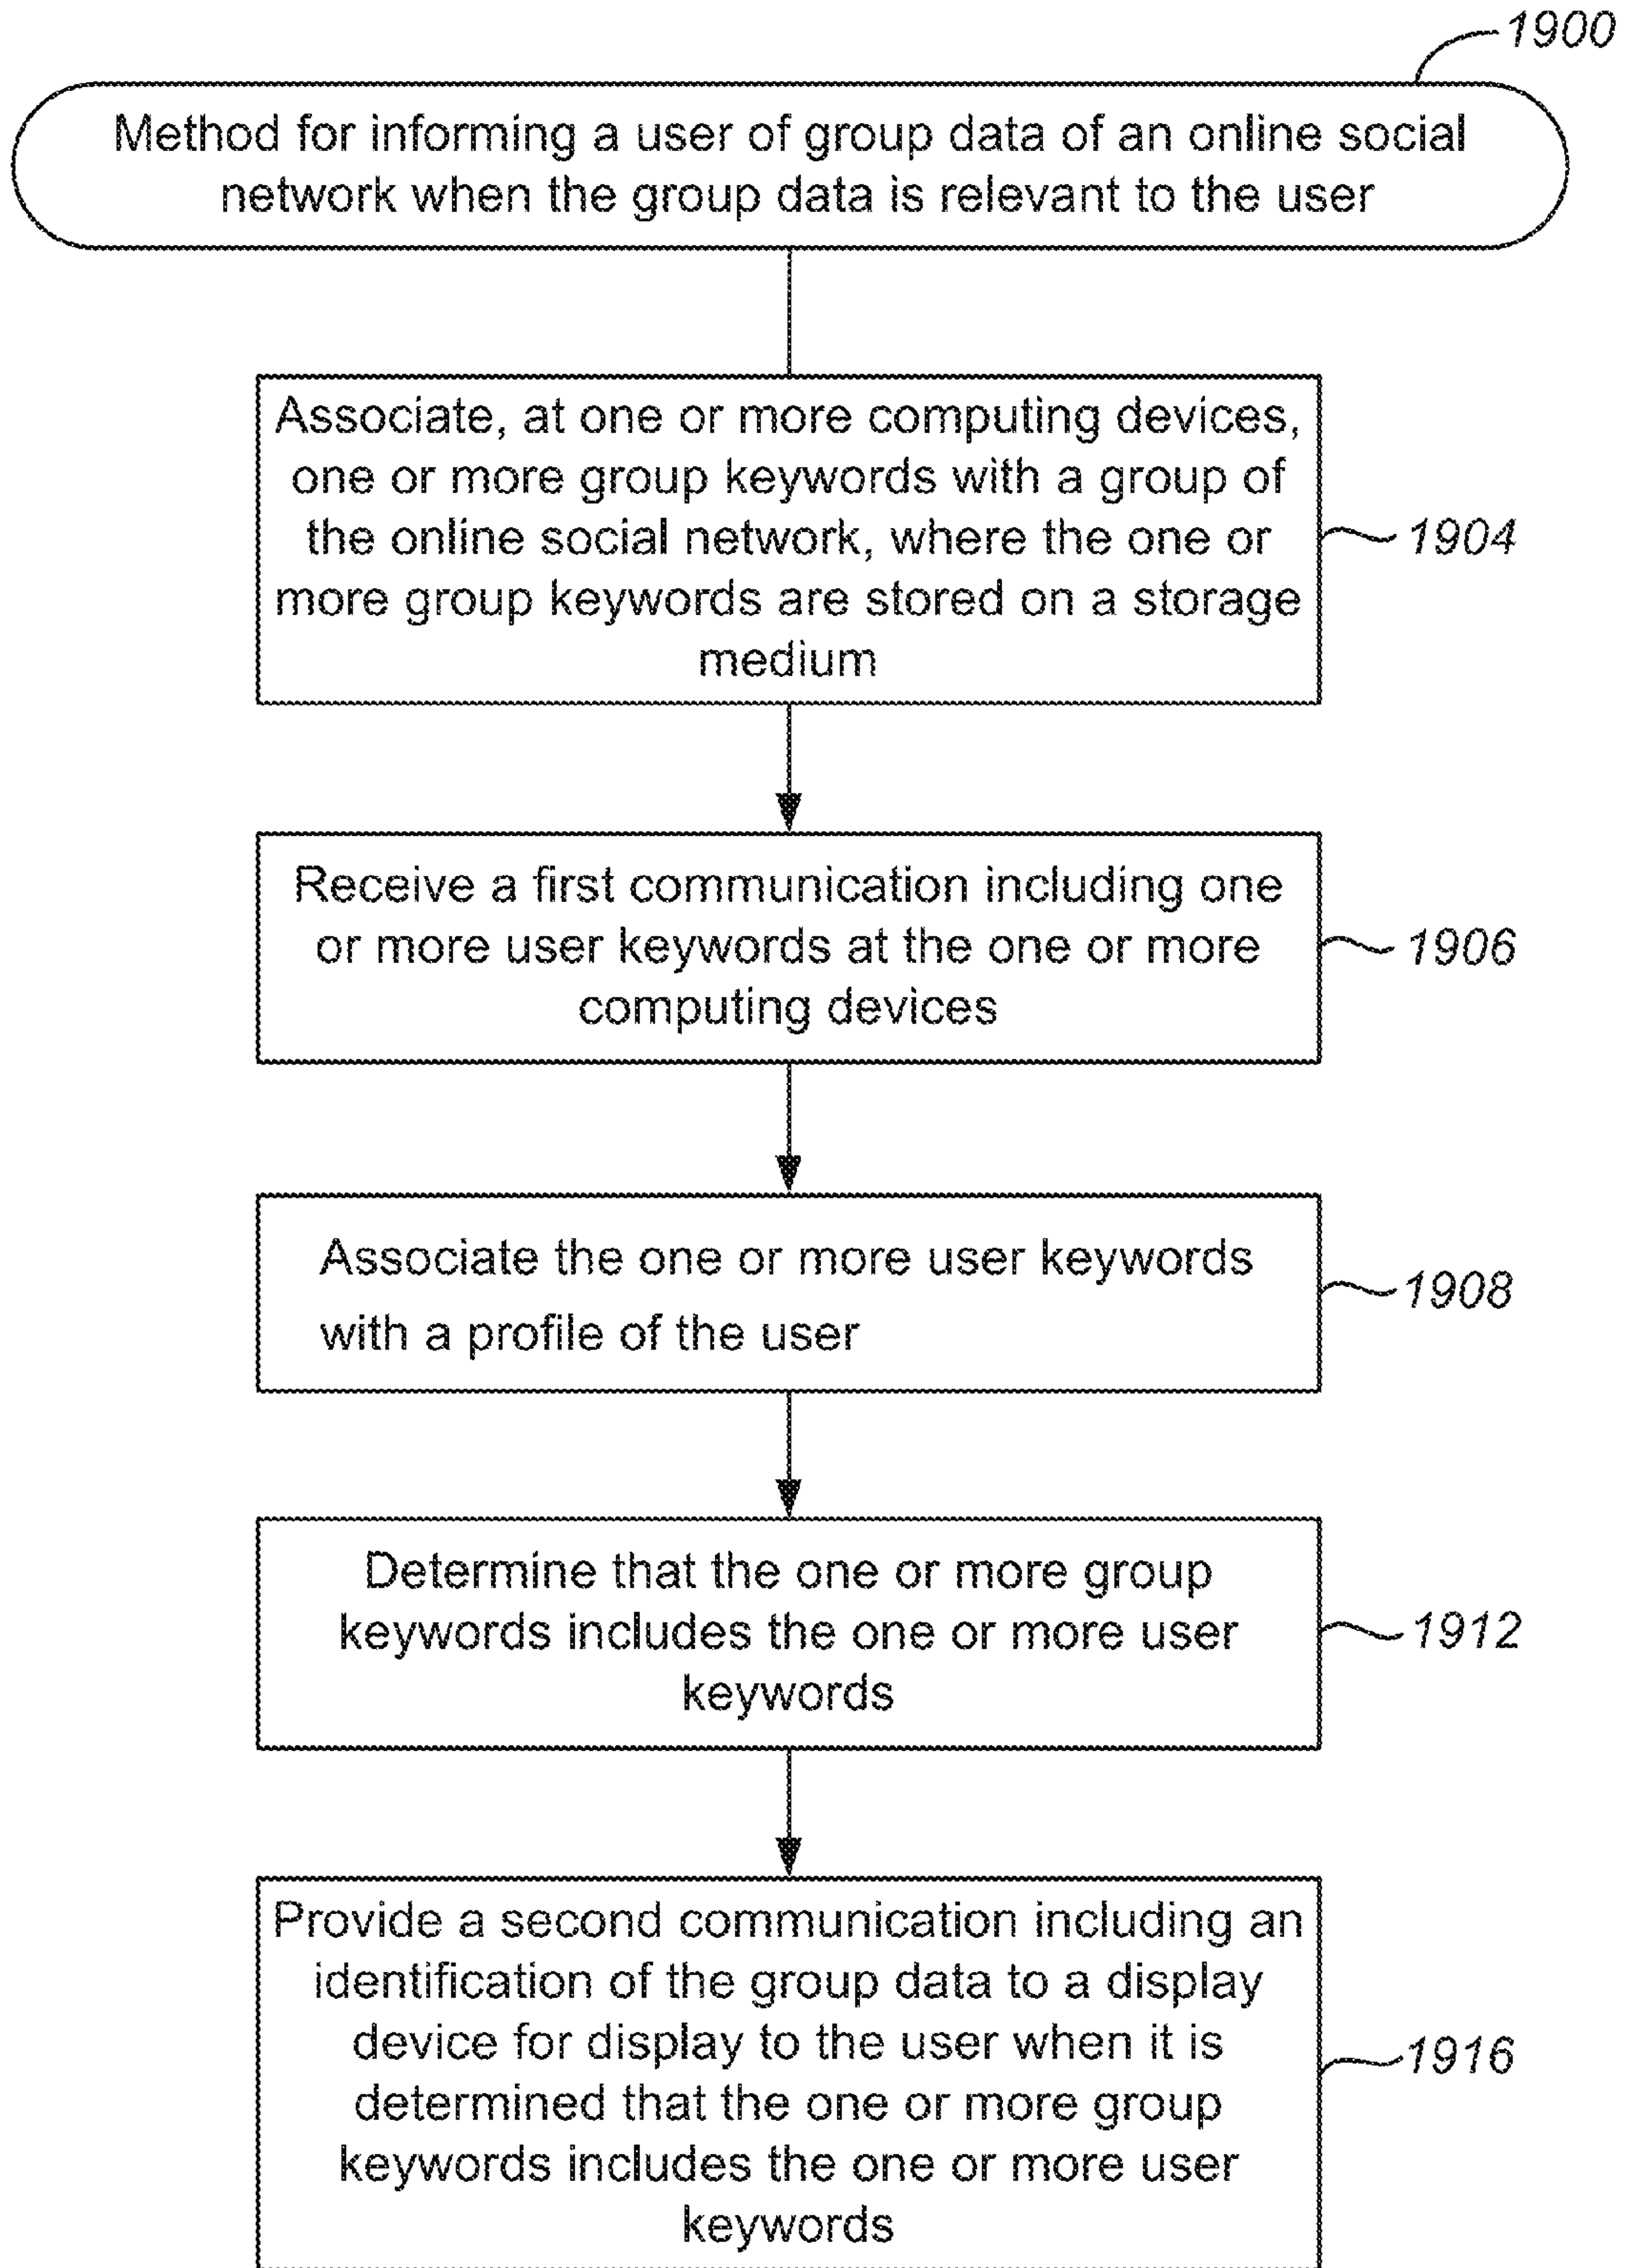 1900
Method for informing a user of group data of an online social
network when the group data is relevant to the user
Associate, at one or more computing devices,
one or more group keywords with a group of
the online social network, where the one or
more group keywords are stored on a storage
medium
1904
Receive a first communication including one
or more user keywords at the one or more
computing devices
1906
Associate the one or more user keywords
with a profile of the user
1908
Determine that the one or more group
keywords includes the one or more user
keywords
1912
Provide a second communication including an
identification of the group data to a display
device for display to the user when it is
determined that the one or more group
keywords includes the one or more user
keywords
1916